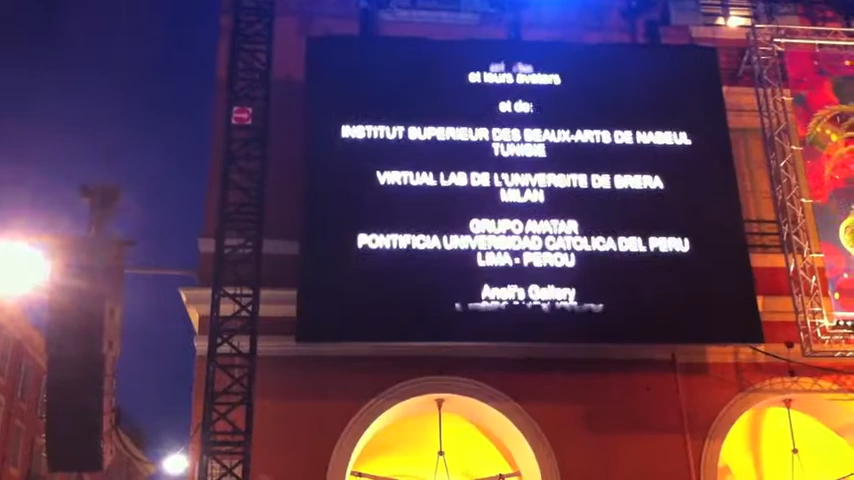 et leurs avatars
et de:
INSTITUT SUPERIEUR DES BEAUX-ARTS DE NABEUL
TUNISIE
VIRTUAL LAB DE L'UNIVERSITE DE BRERA
MILAN
GRUPO AVATAR
PONTIFICIA UNIVERSIDAD CATOLICA DEL PERU
LIMA - PEROU
Gallery